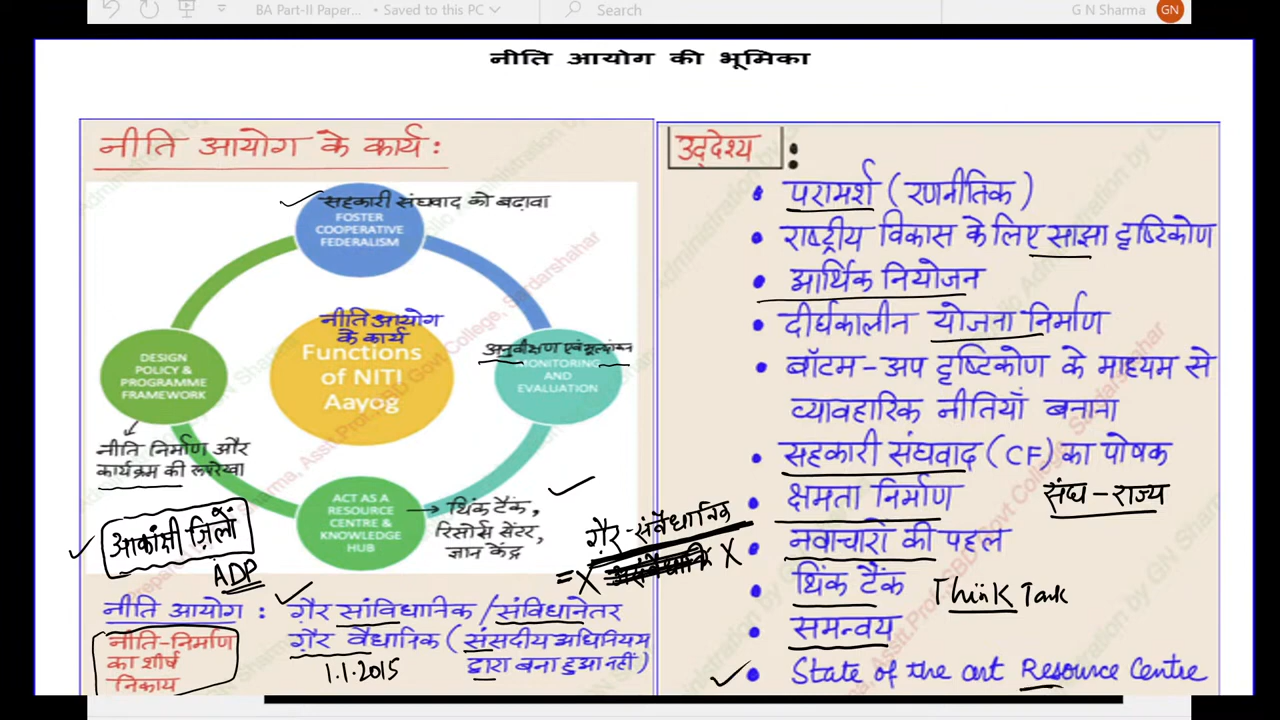 BA Part-II Paper... • Saved to this PC
Search
G N Sharma
GN
नीति आयोग की भूमिका
नीति आयोग के कार्य:
सहकारी संघवाद को बढ़ावा
FOSTER
COOPERATIVE
FEDERALISM
नीति आयोग
के कार्य
Functions
of NITI
Aayog
अनुवीक्षण एवं मूल्यांकन
MONITORING
AND
EVALUATION
DESIGN
POLICY &
PROGRAMME
FRAMEWORK
नीति निर्माण और
कार्यक्रम की रूपरेखा
ACT AS A
RESOURCE
CENTRE &
KNOWLEDGE
HUB
थिंक टैंक,
रिसोर्स सेंटर,
ज्ञान केंद्र
आकांक्षी ज़िलों
ADP
ग़ैर-संवैधानिक
= X X
नीति आयोग : ग़ैर सांविधानिक / संविधानेतर
ग़ैर वैधानिक (संसदीय अधिनियम
द्वारा बना हुआ नहीं)
1.1.2015
नीति-निर्माण
का शीर्ष
निकाय
उद्देश्य :
• परामर्श (रणनीतिक)
• राष्ट्रीय विकास के लिए साझा दृष्टिकोण
• आर्थिक नियोजन
• दीर्घकालीन योजना निर्माण
• बॉटम-अप दृष्टिकोण के माध्यम से
व्यावहारिक नीतियाँ बनाना
• सहकारी संघवाद (CF) का पोषक
• क्षमता निर्माण संघ-राज्य
• नवाचारों की पहल
• थिंक टैंक Think Tank
• समन्वय
• State of the art Resource Centre